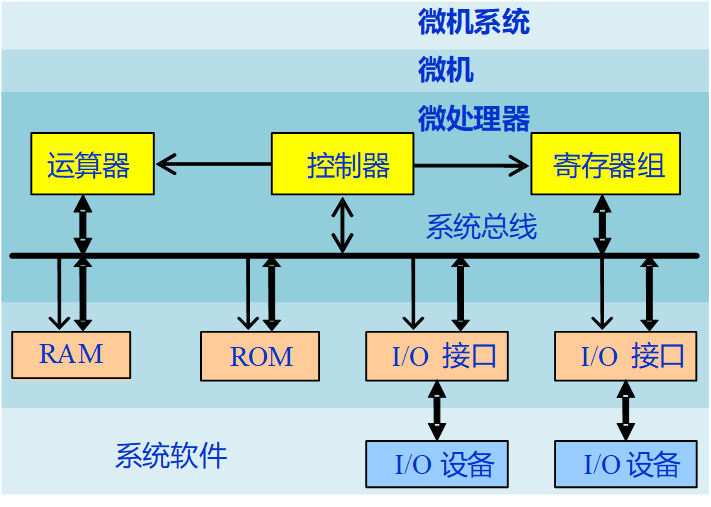 微机系统
微机
微处理器
运算器
控制器
寄存器组
系统总线
RAM
ROM
I/O 接口
I/O 接口
系统软件
I/O 设备
I/O 设备